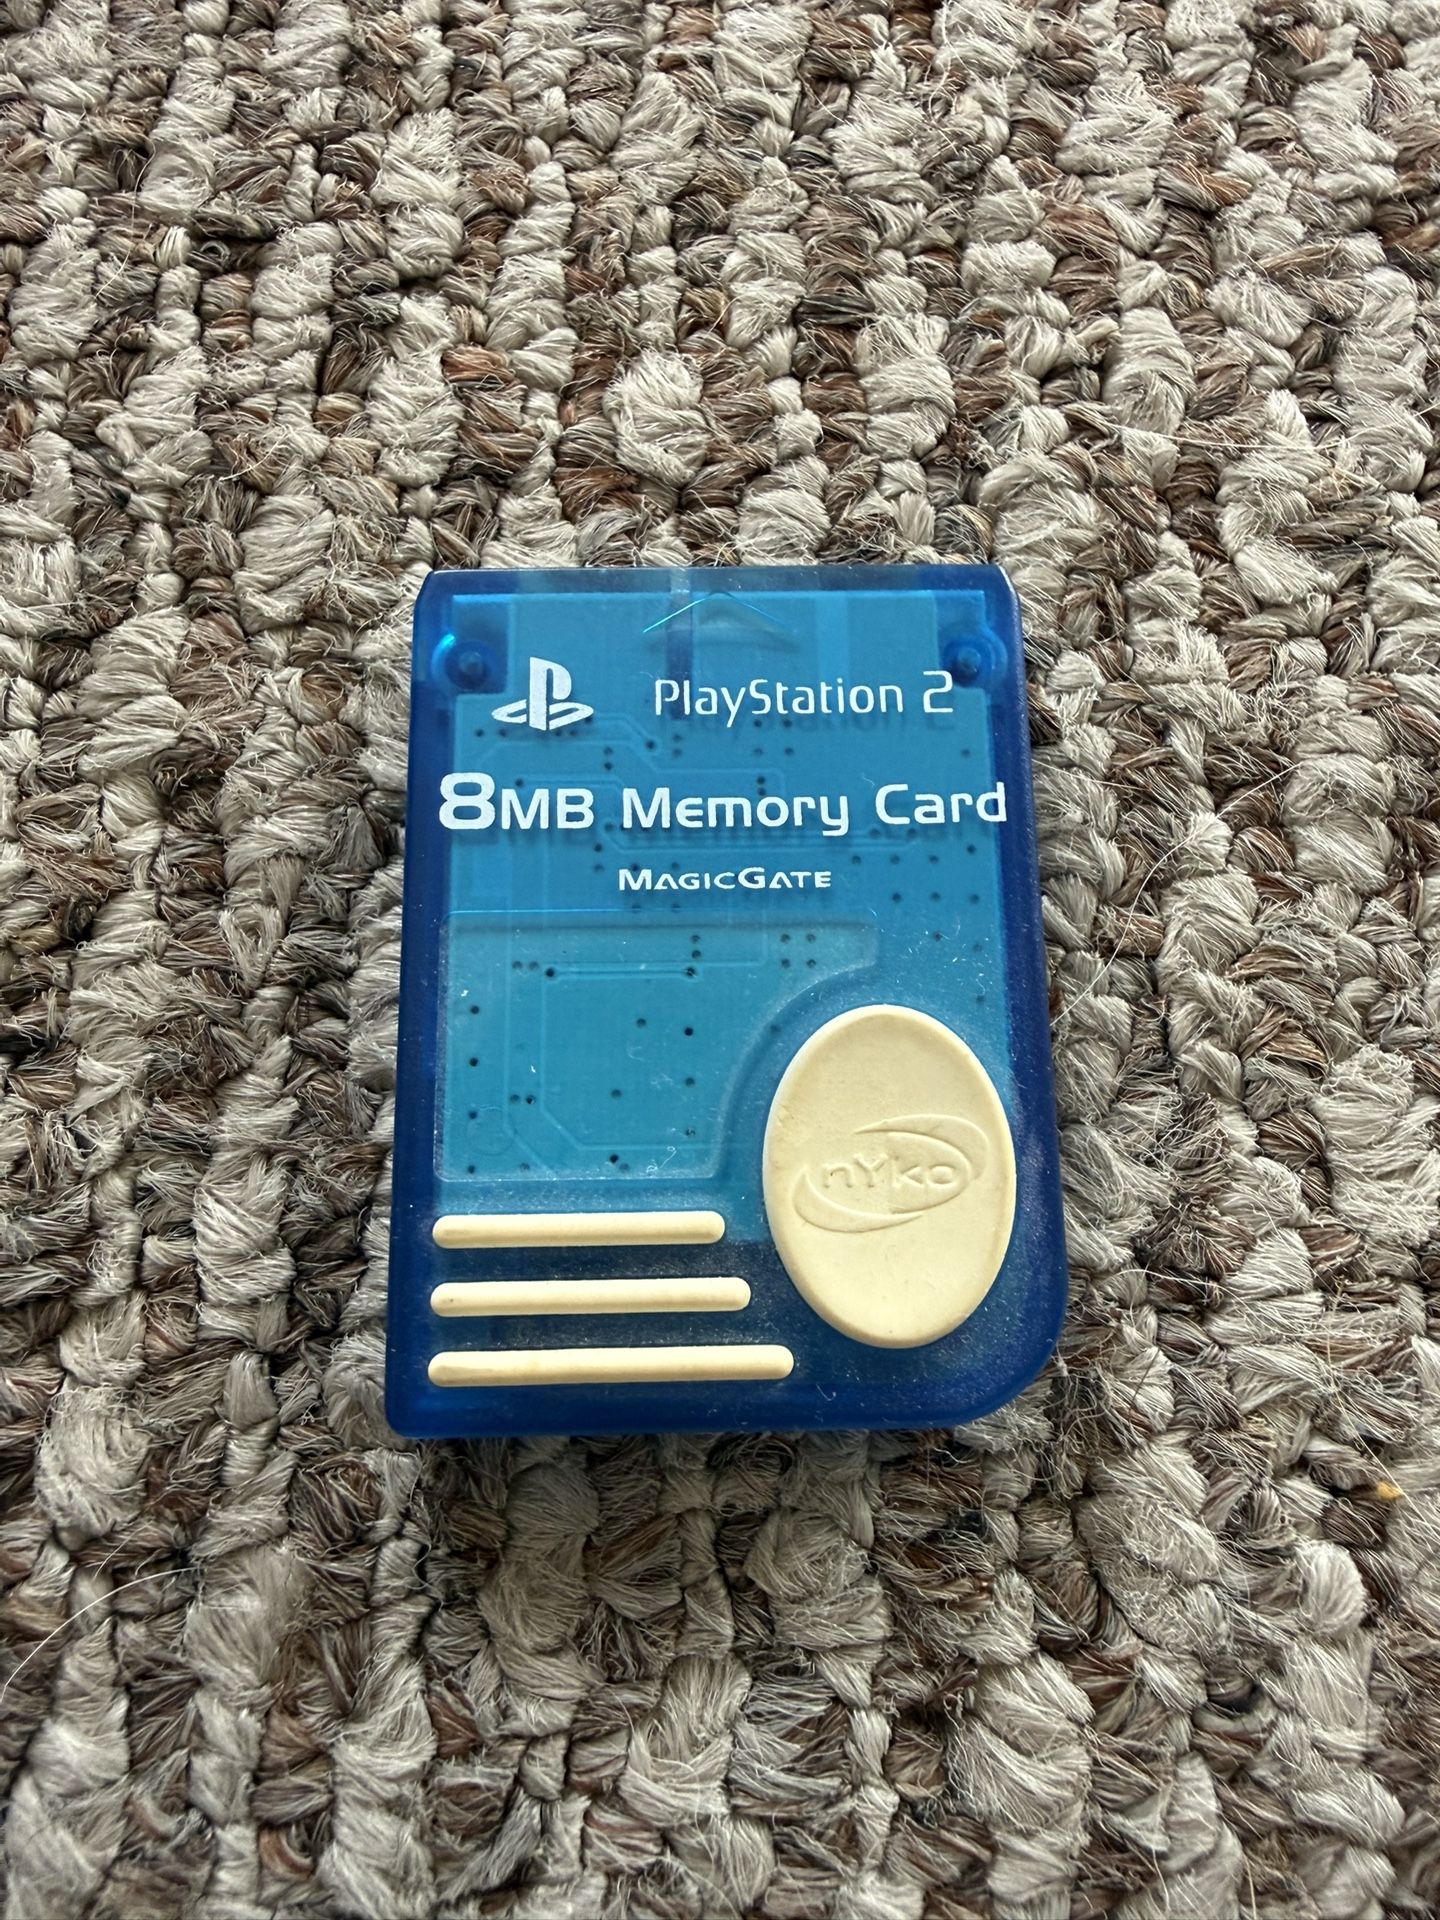 PlayStation 2
8MB Memory Card
MAGICGATE
nYko